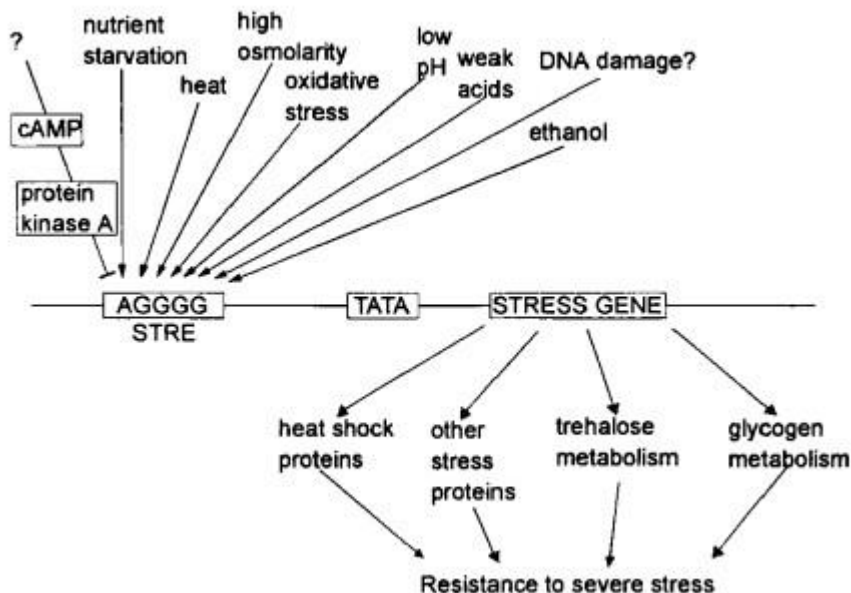 ?
nutrient
starvation
heat
high
osmolarity
oxidative
stress
low
pH
weak
acids
DNA damage?
ethanol
cAMP
protein
kinase A
AGGGG
STRE
TATA
STRESS GENE
heat shock
proteins
other
stress
proteins
trehalose
metabolism
glycogen
metabolism
Resistance to severe stress